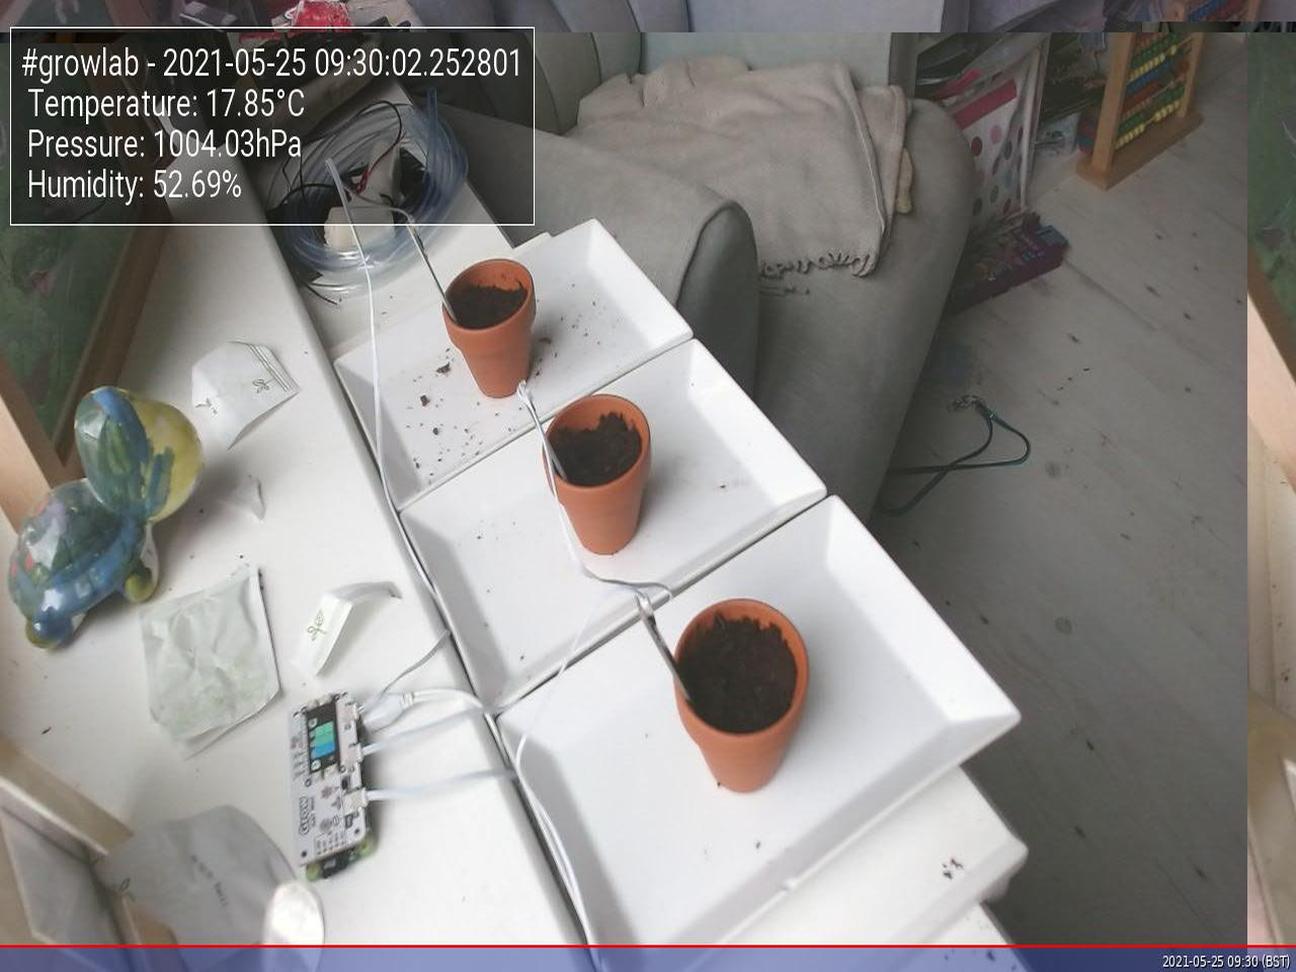 #growlab - 2021-05-25 09:30:02.252801
Temperature: 17.85°C
Pressure: 1004.03hPa
Humidity: 52.69%
2021-05-25 09:30 (BST)